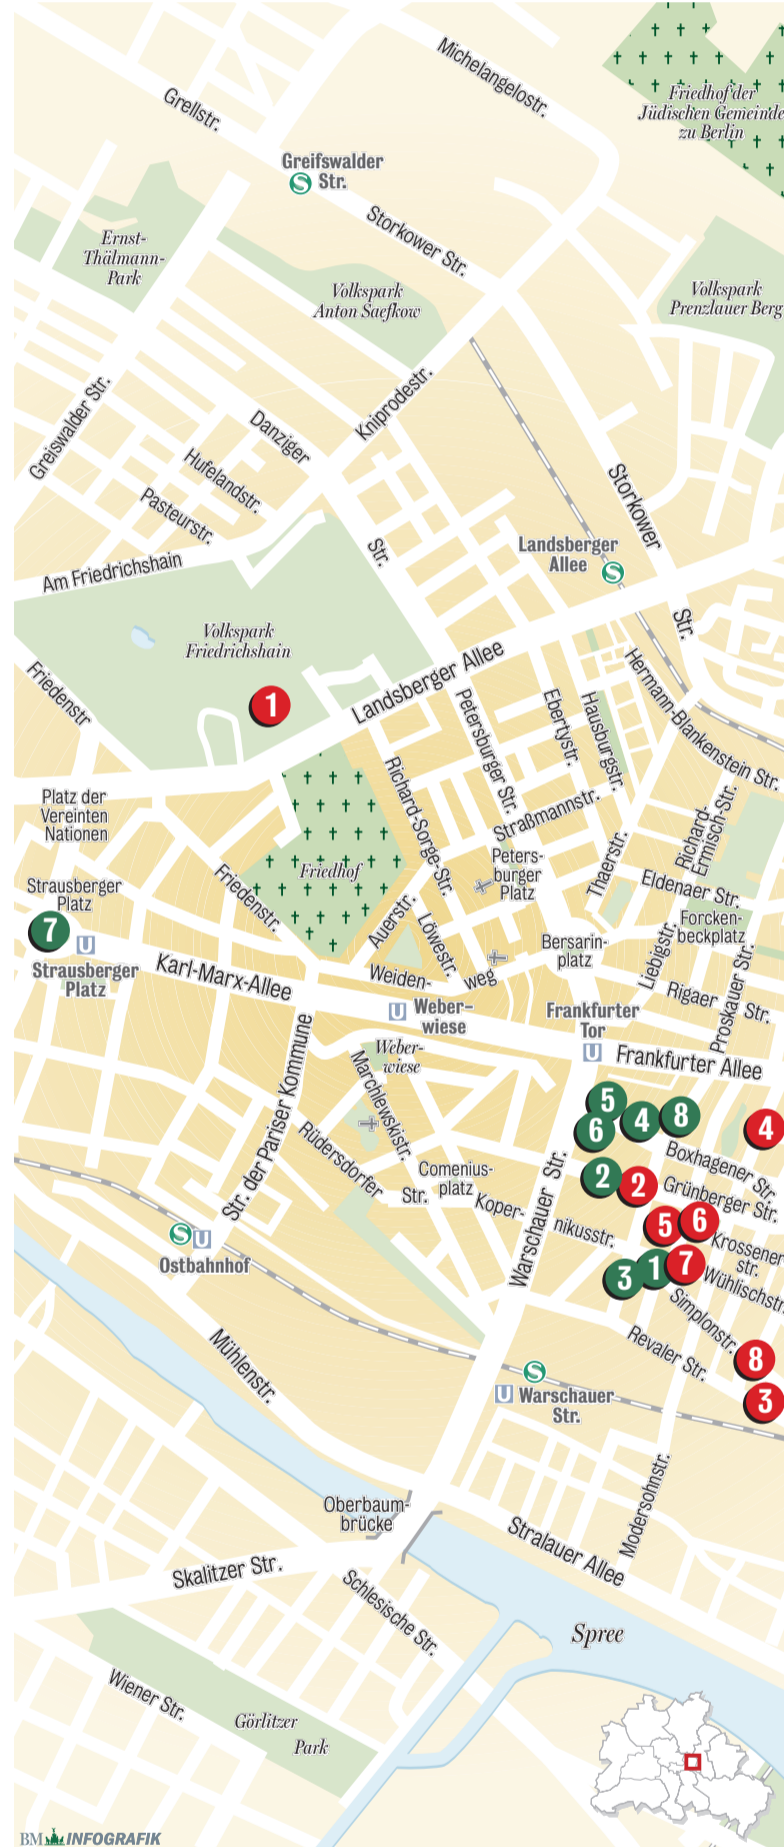 Michelangelostr.
Grellstr.
Friedhof der
Jüdischen Gemeinde
zu Berlin
Greifswalder
S Str.
Storkower Str.
Ernst-
Thälmann-
Park
Volkspark
Anton Saefkow
Volkspark
Prenzlauer Berg
Greiswalder Str.
Kniprodestr.
Danziger
Hufelandstr.
Pasteurstr.
Storkower
Str.
Landsberger
Allee
S
Am Friedrichshain
Str.
Volkspark
Friedrichshain
Friedenstr
1
Landsberger Allee
Hermann Blankenstein Str.
Petersburger Str.
Ebertystr.
Hausburgstr.
Platz der
Vereinten
Nationen
Richard-Sorge-Str.
Straßmannstr.
Richard-
Ermisch-Str.
Thaerstr.
Peters-
burger
Platz
Friedhof
Friedenstr.
Eldenaer Str.
Strausberger
Platz
7
U
Strausberger
Platz
Auerstr.
Löwestr.
Forcken-
beckplatz
Bersarin-
platz
Liebigstr.
Karl-Marx-Allee
Weiden-
weg
Rigaer
Str.
Proskauer Str.
U Weber-
wiese
Frankfurter
Tor
U
Frankfurter Allee
Weber-
wiese
Marchlewskistr.
Str. der Pariser Kommune
5
6
4
8
4
Rüdersdorfer
Str.
Comenius-
platz
Warschauer Str.
Boxhagener Str.
2
2
Grünberger Str.
Koper-
nikusstr.
5
6
Krossener
str.
S U
Ostbahnhof
3
1
7
Wühlischstr.
Simplonstr.
Revaler Str.
8
3
Mühlenstr.
S
U Warschauer
Str.
Modersohnstr.
Oberbaum-
brücke
Stralauer Allee
Skalitzer Str.
Schlesische Str.
Spree
Wiener Str.
Görlitzer
Park
BM INFOGRAFIK